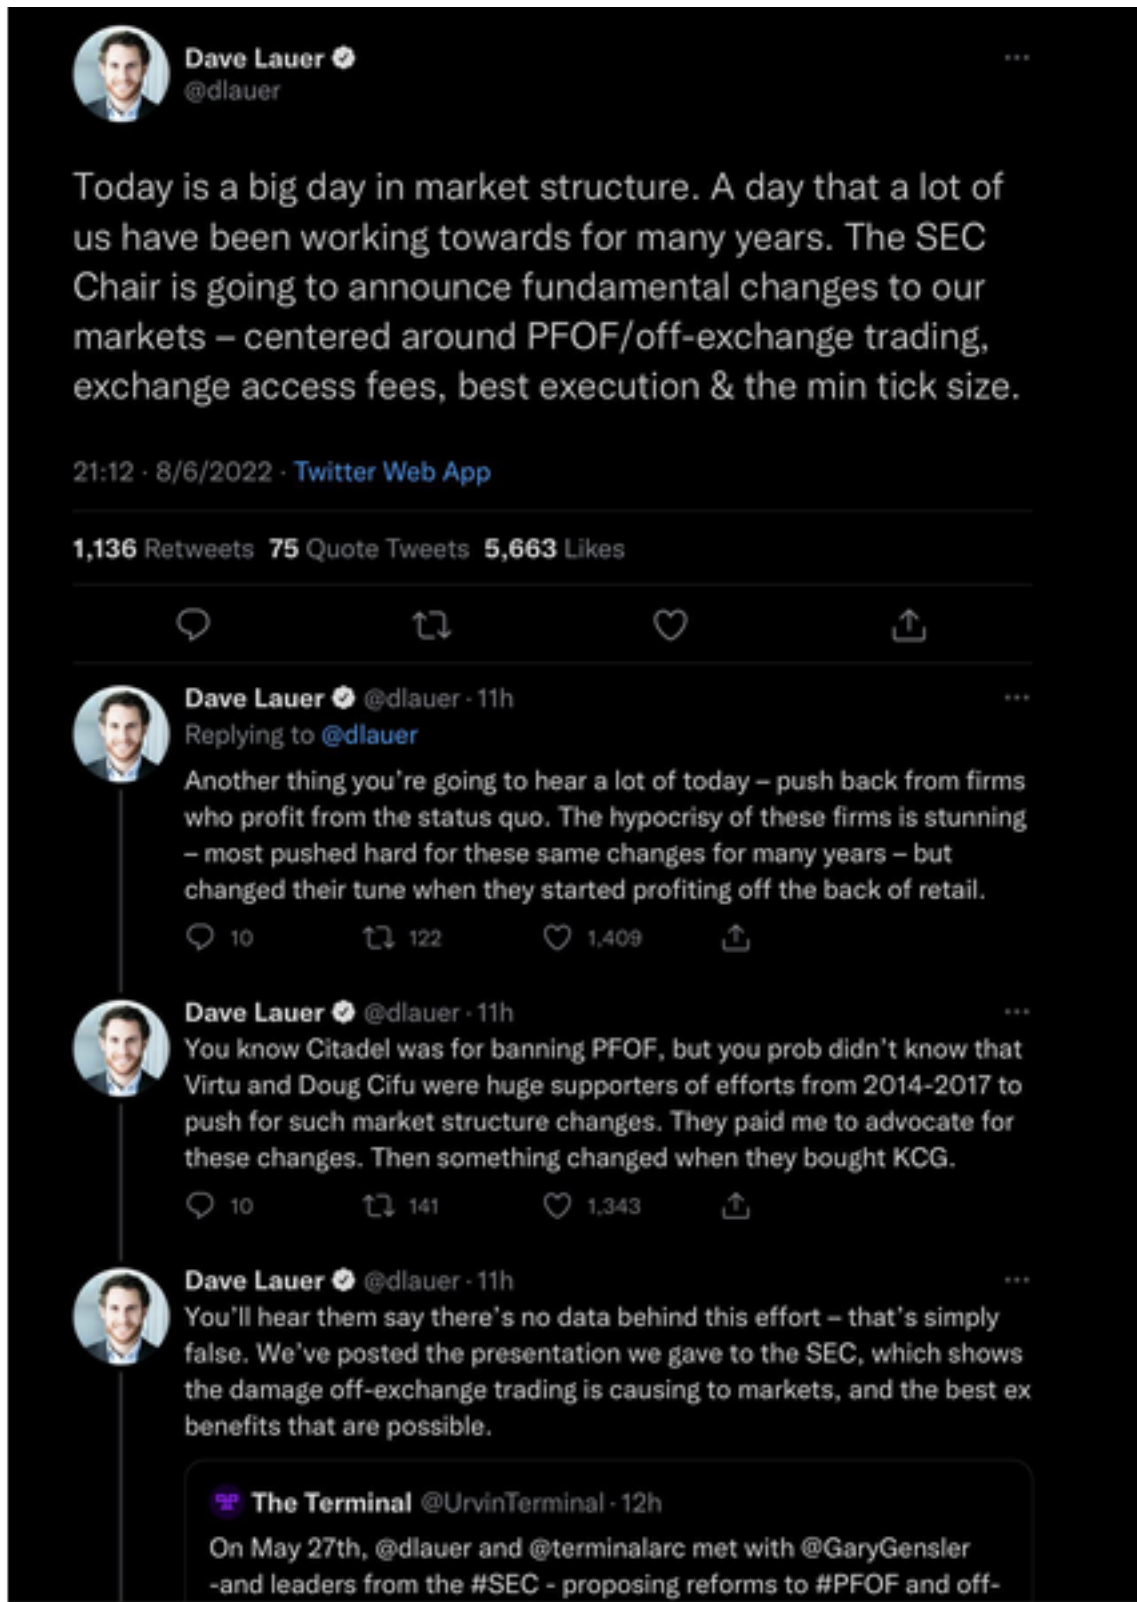 Dave Lauer
@dlauer
Today is a big day in market structure. A day that a lot of
us have been working towards for many years. The SEC
Chair is going to announce fundamental changes to our
markets – centered around PFOF/off-exchange trading,
exchange access fees, best execution & the min tick size.
21:12 · 8/6/2022 · Twitter Web App
1,136 Retweets 75 Quote Tweets 5,663 Likes
Dave Lauer @dlauer · 11h
Replying to @dlauer
Another thing you’re going to hear a lot of today – push back from firms
who profit from the status quo. The hypocrisy of these firms is stunning
– most pushed hard for these same changes for many years – but
changed their tune when they started profiting off the back of retail.
10 122 1,409
Dave Lauer @dlauer · 11h
You know Citadel was for banning PFOF, but you prob didn’t know that
Virtu and Doug Cifu were huge supporters of efforts from 2014-2017 to
push for such market structure changes. They paid me to advocate for
these changes. Then something changed when they bought KCG.
10 141 1,343
Dave Lauer @dlauer · 11h
You’ll hear them say there’s no data behind this effort – that’s simply
false. We’ve posted the presentation we gave to the SEC, which shows
the damage off-exchange trading is causing to markets, and the best ex
benefits that are possible.
The Terminal @UrvinTerminal · 12h
On May 27th, @dlauer and @terminalarc met with @GaryGensler
-and leaders from the #SEC - proposing reforms to #PFOF and off-